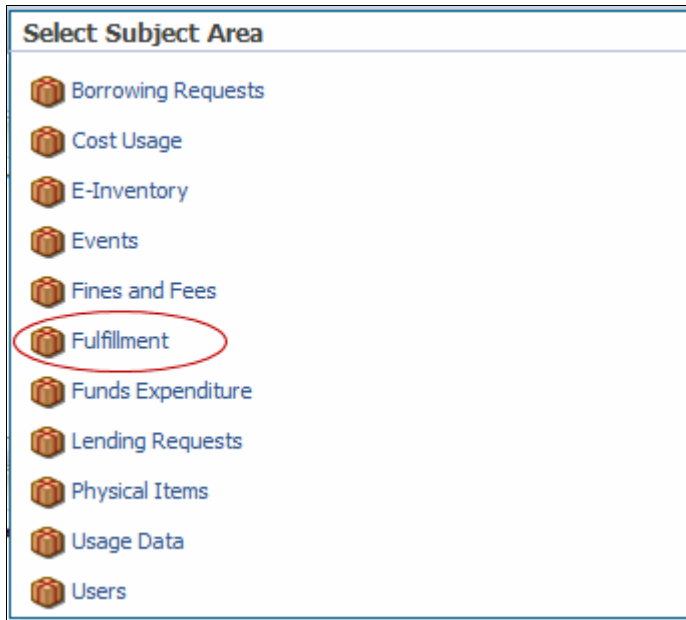 Select Subject Area
Borrowing Requests
Cost Usage
E-Inventory
Events
Fines and Fees
Fulfillment
Funds Expenditure
Lending Requests
Physical Items
Usage Data
Users